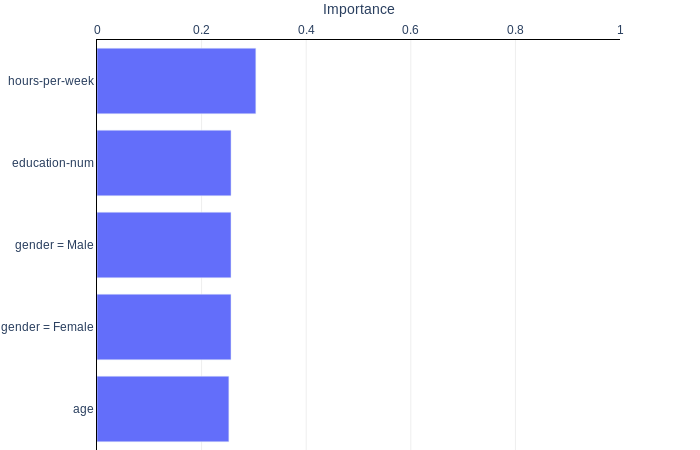 Importance
0 0.2 0.4 0.6 0.8 1
hours-per-week
education-num
gender = Male
gender = Female
age